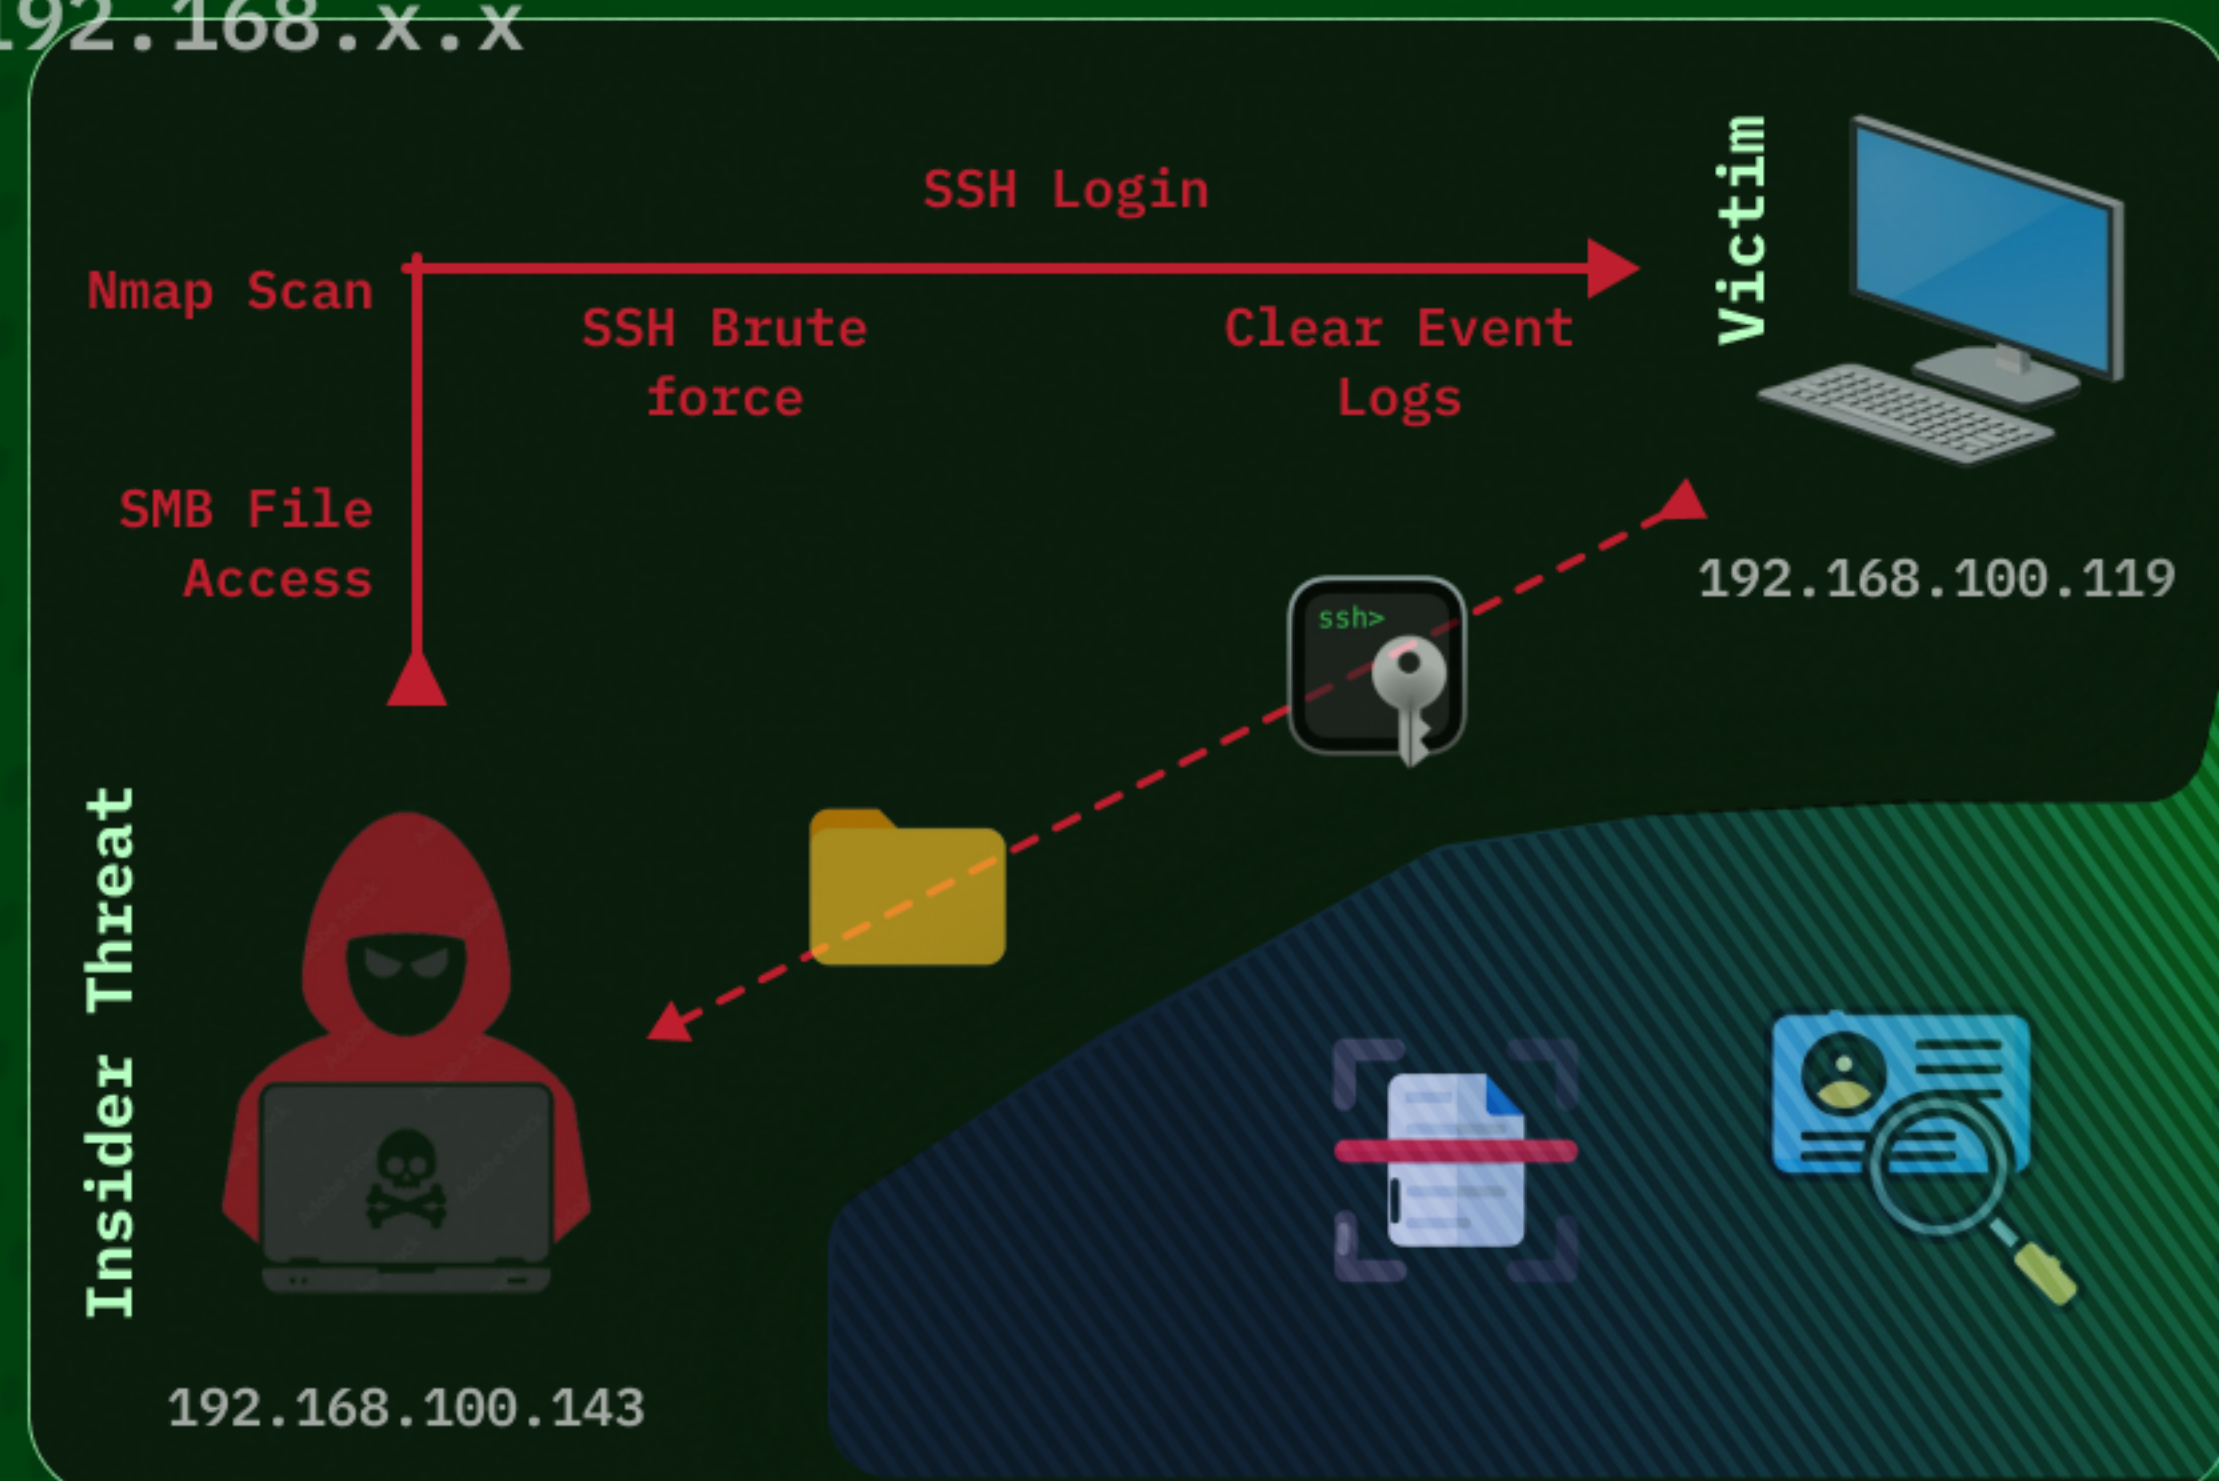 192.168.x.x
SSH Login
Nmap Scan
SSH Brute
force
Clear Event
Logs
Victim
SMB File
Access
192.168.100.119
ssh>
Insider Threat
192.168.100.143